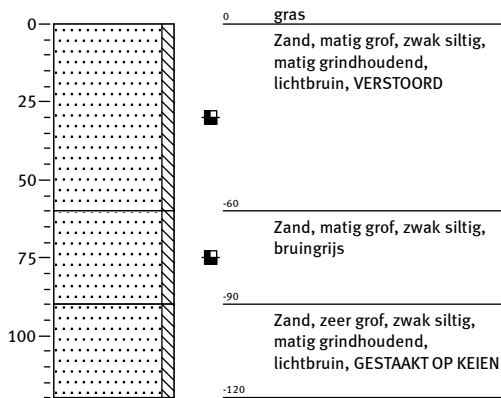 0
25
50
75
100
0
gras
Zand, matig grof, zwak siltig,
matig grindhoudend,
lichtbruin, VERSTOORD
-60
Zand, matig grof, zwak siltig,
bruingrijs
-90
Zand, zeer grof, zwak siltig,
matig grindhoudend,
lichtbruin, GESTAAKT OP KEIEN
-120